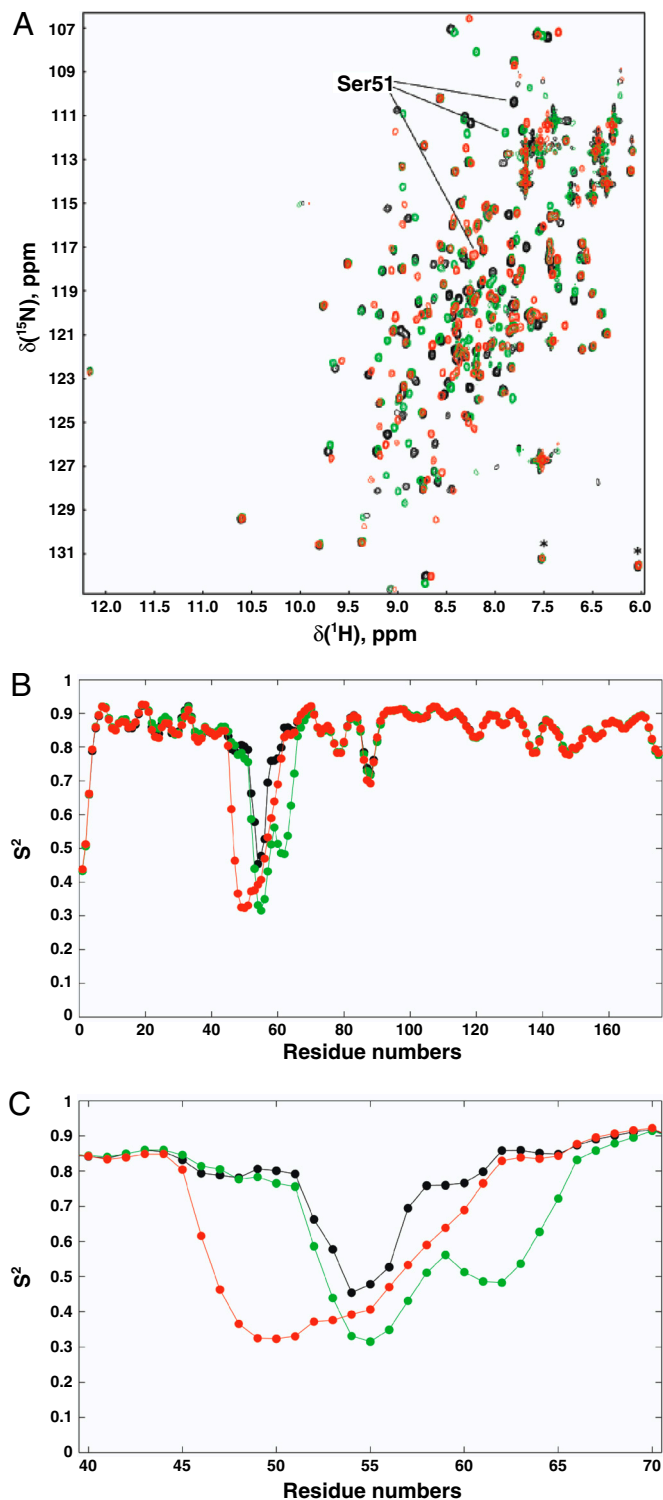 A
107
109
111
113
115
117
119
121
123
125
127
129
131
δ(¹⁵N), ppm
Ser51
*
*
12.0 11.5 11.0 10.5 10.0 9.5 9.0 8.5 8.0 7.5 7.0 6.5 6.0
δ(¹H), ppm
B
1
0.9
0.8
0.7
0.6
0.5
0.4
0.3
0.2
0.1
0
S²
0 20 40 60 80 100 120 140 160
Residue numbers
C
1
0.9
0.8
0.7
0.6
0.5
0.4
0.3
0.2
0.1
0
S²
40 45 50 55 60 65 70
Residue numbers